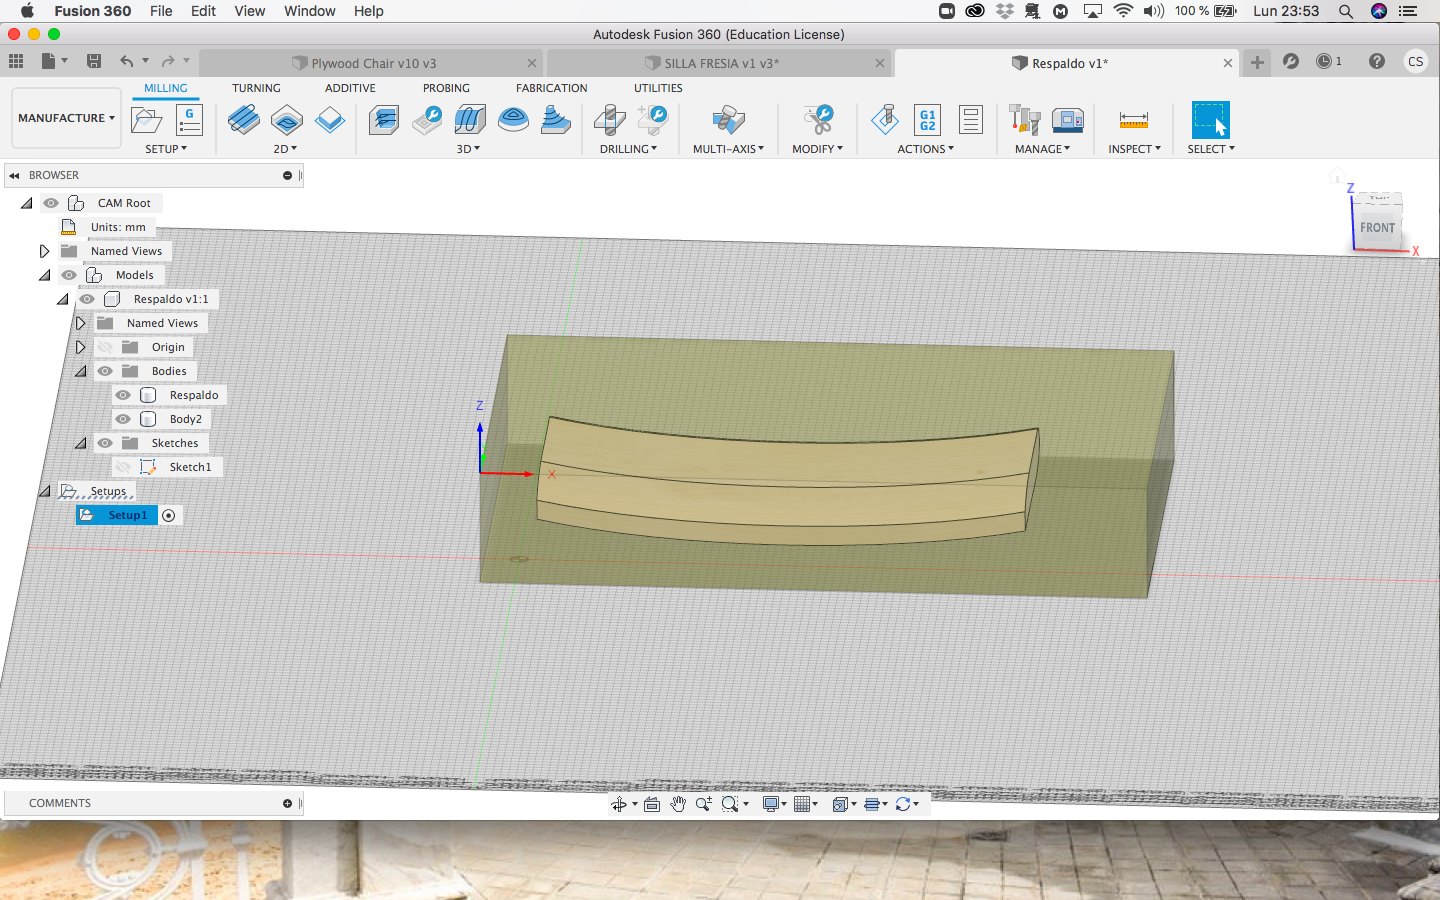 Fusion 360 File Edit View Window Help 100 % Lun 23:53
Autodesk Fusion 360 (Education License)
Plywood Chair v10 v3 SILLA FRESIA v1 v3* Respaldo v1* 1 CS
MILLING TURNING ADDITIVE PROBING FABRICATION UTILITIES
MANUFACTURE
G G1 G2
SETUP 2D 3D DRILLING MULTI-AXIS MODIFY ACTIONS MANAGE INSPECT SELECT
BROWSER
CAM Root
Units: mm
Named Views
Models
Respaldo v1:1
Named Views
Origin
Bodies
Respaldo
Body2
Sketches
Sketch1
Setups
Setup1
Z
TOP
FRONT
X
Z
X
COMMENTS